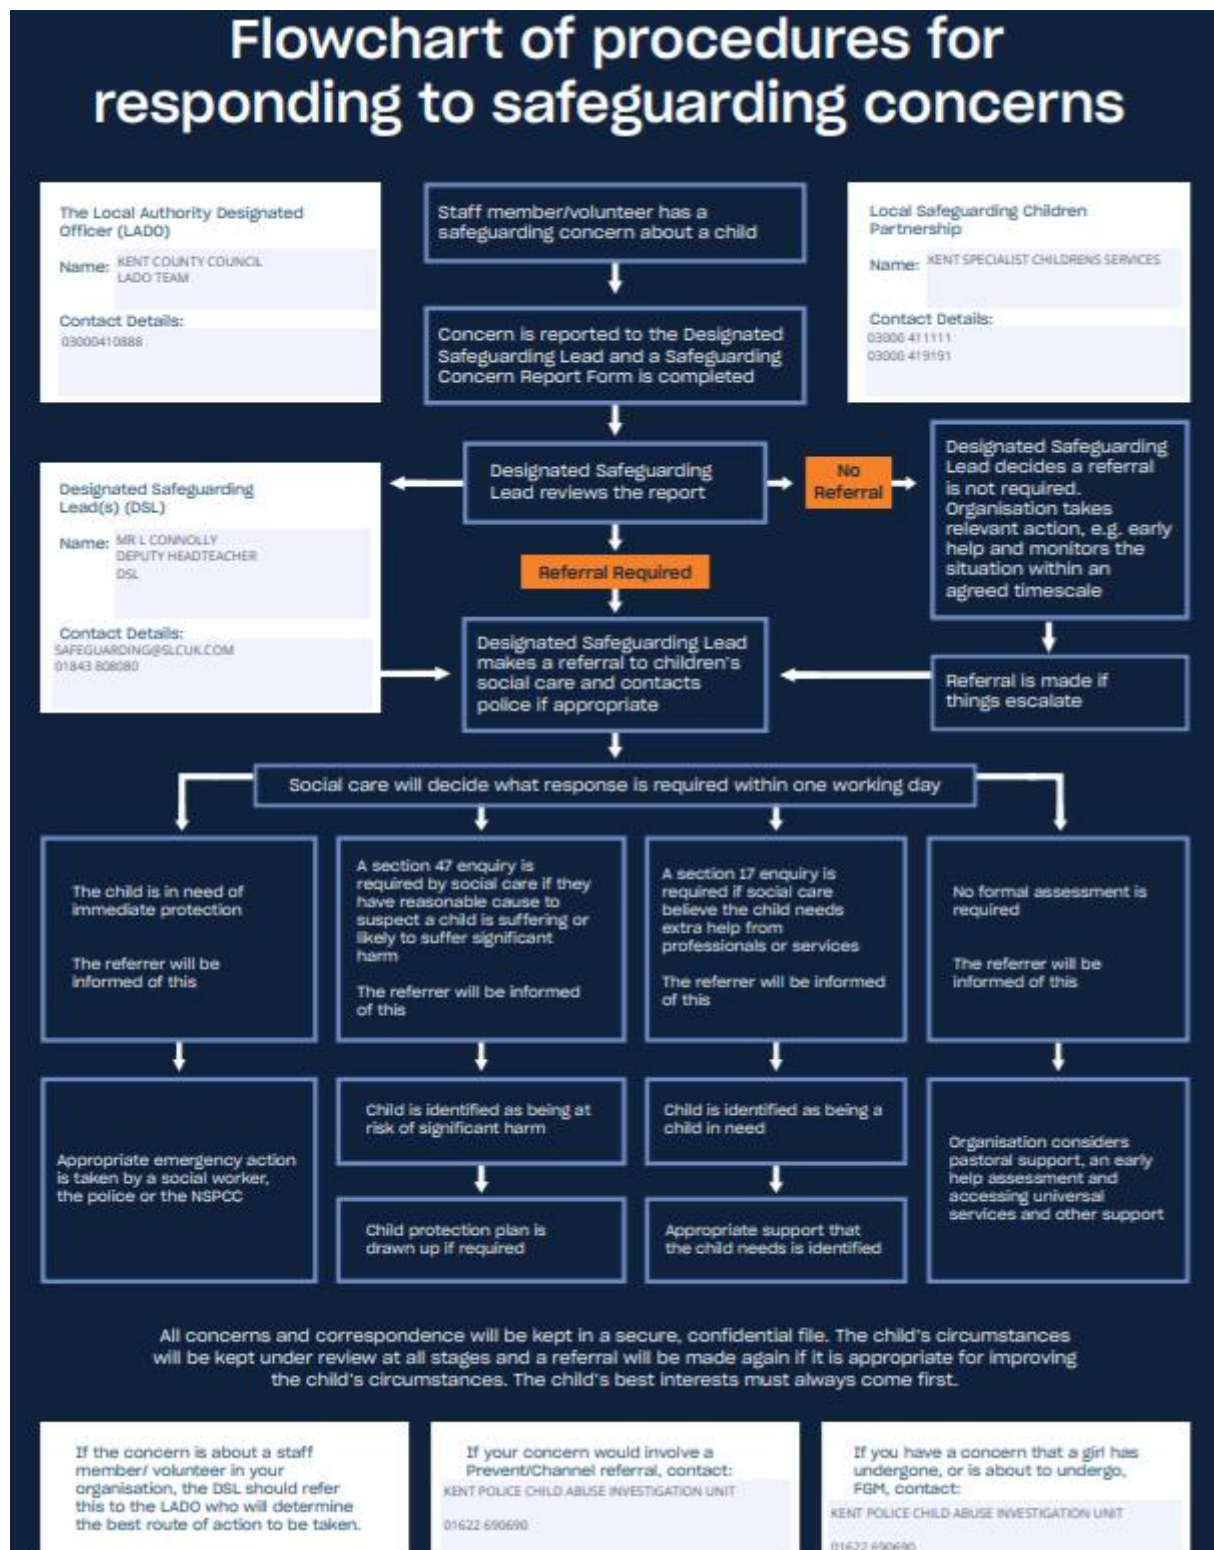 Flowchart of procedures for
responding to safeguarding concerns
The Local Authority Designated
Officer (LADO)
Name: KENT COUNTY COUNCIL
LADO TEAM
Contact Details:
03000410888
Staff member/volunteer has a
safeguarding concern about a child
Local Safeguarding Children
Partnership
Name: KENT SPECIALIST CHILDRENS SERVICES
Contact Details:
03000 411111
03000 419191
Concern is reported to the Designated
Safeguarding Lead and a Safeguarding
Concern Report Form is completed
Designated Safeguarding
Lead reviews the report
No
Referral
Designated Safeguarding
Lead decides a referral
is not required.
Organisation takes
relevant action, e.g. early
help and monitors the
situation within an
agreed timescale
Designated Safeguarding
Lead(s) (DSL)
Name: MR L CONNOLLY
DEPUTY HEADTEACHER
DSL
Contact Details:
SAFEGUARDING@SLCUK.COM
01843 808080
Referral Required
Designated Safeguarding Lead
makes a referral to children's
social care and contacts
police if appropriate
Referral is made if
things escalate
Social care will decide what response is required within one working day
The child is in need of
immediate protection
The referrer will be
informed of this
A section 47 enquiry is
required by social care if they
have reasonable cause to
suspect a child is suffering or
likely to suffer significant
harm
The referrer will be informed
of this
A section 17 enquiry is
required if social care
believe the child needs
extra help from
professionals or services
The referrer will be informed
of this
No formal assessment is
required
The referrer will be
informed of this
Appropriate emergency action
is taken by a social worker,
the police or the NSPCC
Child is identified as being at
risk of significant harm
Child protection plan is
drawn up if required
Child is identified as being a
child in need
Appropriate support that
the child needs is identified
Organisation considers
pastoral support, an early
help assessment and
accessing universal
services and other support
All concerns and correspondence will be kept in a secure, confidential file. The child's circumstances
will be kept under review at all stages and a referral will be made again if it is appropriate for improving
the child's circumstances. The child's best interests must always come first.
If the concern is about a staff
member/ volunteer in your
organisation, the DSL should refer
this to the LADO who will determine
the best route of action to be taken.
If your concern would involve a
Prevent/Channel referral, contact:
KENT POLICE CHILD ABUSE INVESTIGATION UNIT
01622 690690
If you have a concern that a girl has
undergone, or is about to undergo,
FGM, contact:
KENT POLICE CHILD ABUSE INVESTIGATION UNIT
01622 690690